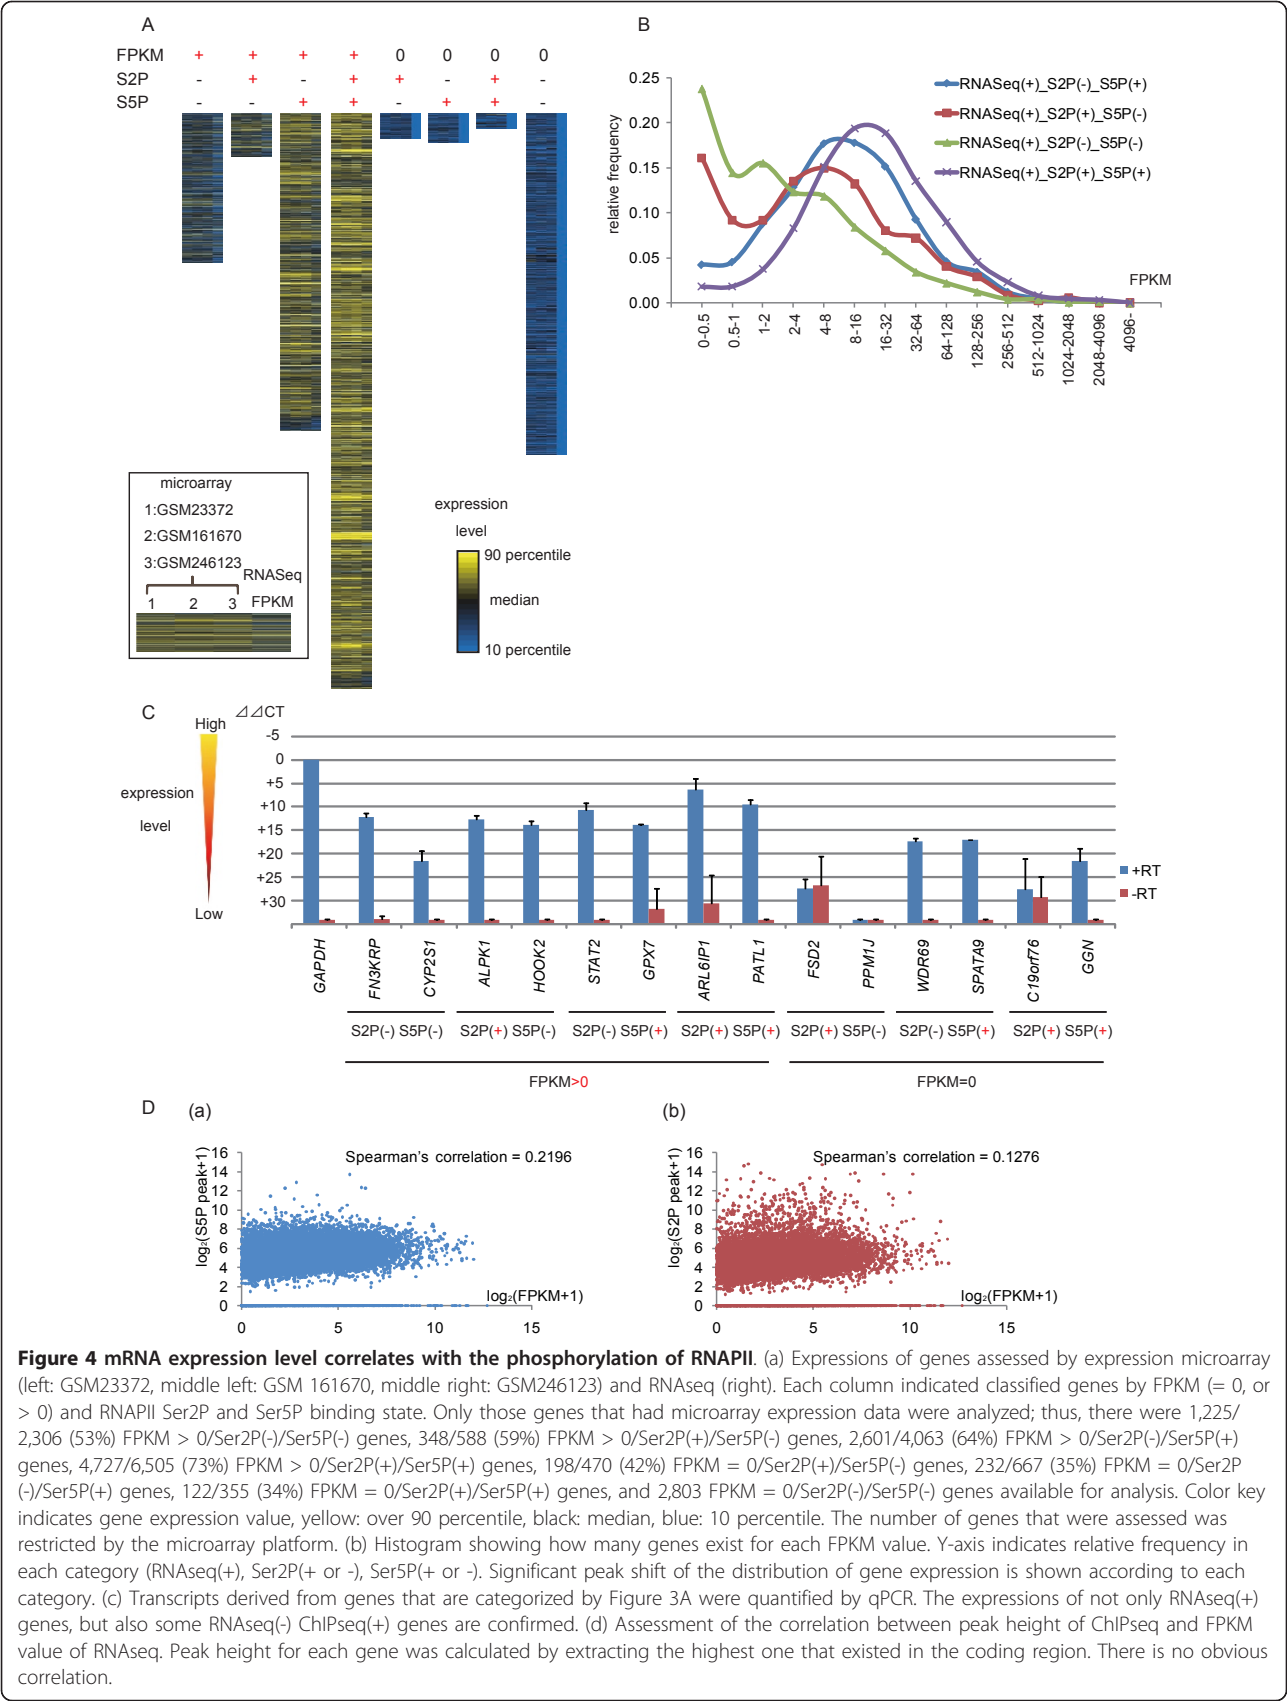 A
FPKM + + + + 0 0 0 0
S2P - + - + + - + -
S5P - - + + - + + -
microarray
1:GSM23372
2:GSM161670
3:GSM246123
RNASeq
1 2 3 FPKM
expression
level
90 percentile
median
10 percentile
B
relative frequency
0.25
0.20
0.15
0.10
0.05
0.00
RNASeq(+)_S2P(-)_S5P(+)
RNASeq(+)_S2P(+)_S5P(-)
RNASeq(+)_S2P(-)_S5P(-)
RNASeq(+)_S2P(+)_S5P(+)
FPKM
0-0.5
0.5-1
1-2
2-4
4-8
8-16
16-32
32-64
64-128
128-256
256-512
512-1024
1024-2048
2048-4096
4096-
C
High
expression
level
Low
⊿⊿CT
-5
0
+5
+10
+15
+20
+25
+30
+RT
-RT
GAPDH
FN3KRP
CYP2S1
ALPK1
HOOK2
STAT2
GPX7
ARL6IP1
PATL1
FSD2
PPM1J
WDR69
SPATA9
C19orf76
GGN
S2P(-) S5P(-) S2P(+) S5P(-) S2P(-) S5P(+) S2P(+) S5P(+) S2P(+) S5P(-) S2P(-) S5P(+) S2P(+) S5P(+)
FPKM>0 FPKM=0
D (a)
log₂(S5P peak+1)
Spearman's correlation = 0.2196
16
14
12
10
8
6
4
2
0
log₂(FPKM+1)
0 5 10 15
(b)
log₂(S2P peak+1)
Spearman's correlation = 0.1276
16
14
12
10
8
6
4
2
0
log₂(FPKM+1)
0 5 10 15
Figure 4 mRNA expression level correlates with the phosphorylation of RNAPII. (a) Expressions of genes assessed by expression microarray
(left: GSM23372, middle left: GSM 161670, middle right: GSM246123) and RNAseq (right). Each column indicated classified genes by FPKM (= 0, or
> 0) and RNAPII Ser2P and Ser5P binding state. Only those genes that had microarray expression data were analyzed; thus, there were 1,225/
2,306 (53%) FPKM > 0/Ser2P(-)/Ser5P(-) genes, 348/588 (59%) FPKM > 0/Ser2P(+)/Ser5P(-) genes, 2,601/4,063 (64%) FPKM > 0/Ser2P(-)/Ser5P(+)
genes, 4,727/6,505 (73%) FPKM > 0/Ser2P(+)/Ser5P(+) genes, 198/470 (42%) FPKM = 0/Ser2P(+)/Ser5P(-) genes, 232/667 (35%) FPKM = 0/Ser2P
(-)/Ser5P(+) genes, 122/355 (34%) FPKM = 0/Ser2P(+)/Ser5P(+) genes, and 2,803 FPKM = 0/Ser2P(-)/Ser5P(-) genes available for analysis. Color key
indicates gene expression value, yellow: over 90 percentile, black: median, blue: 10 percentile. The number of genes that were assessed was
restricted by the microarray platform. (b) Histogram showing how many genes exist for each FPKM value. Y-axis indicates relative frequency in
each category (RNAseq(+), Ser2P(+ or -), Ser5P(+ or -). Significant peak shift of the distribution of gene expression is shown according to each
category. (c) Transcripts derived from genes that are categorized by Figure 3A were quantified by qPCR. The expressions of not only RNAseq(+)
genes, but also some RNAseq(-) ChIPseq(+) genes are confirmed. (d) Assessment of the correlation between peak height of ChIPseq and FPKM
value of RNAseq. Peak height for each gene was calculated by extracting the highest one that existed in the coding region. There is no obvious
correlation.